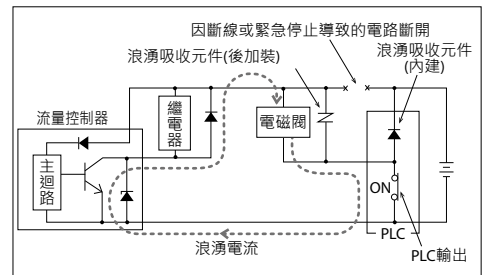 因斷線或緊急停止導致的電路斷開
浪湧吸收元件(後加裝)
浪湧吸收元件
(內建)
流量控制器
繼電器
電磁閥
主迴路
ON
PLC
浪湧電流
PLC輸出